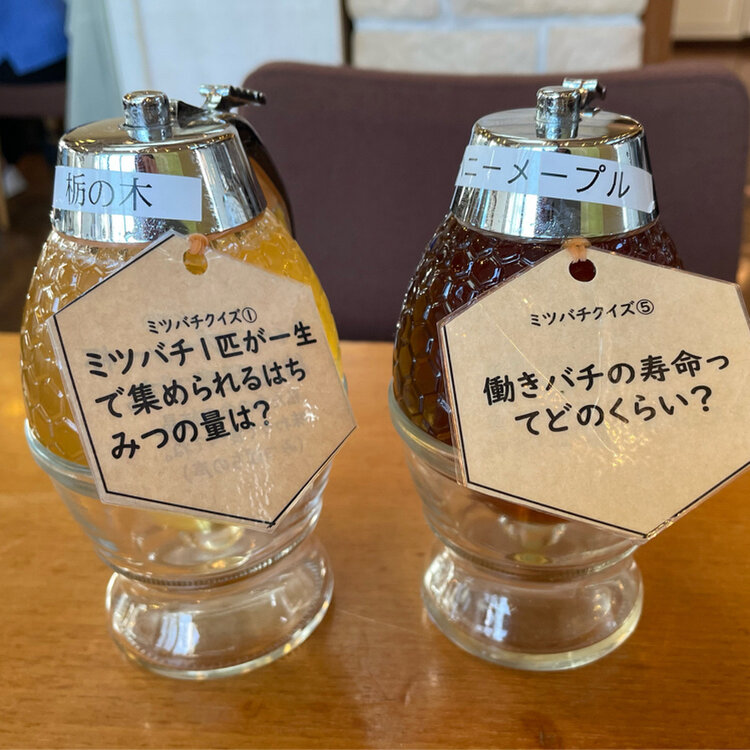 栃の木
ミツバチクイズ①
ミツバチ1匹が一生
で集められるはち
みつの量は?
ニーメープル
ミツバチクイズ⑤
働きバチの寿命っ
てどのくらい?